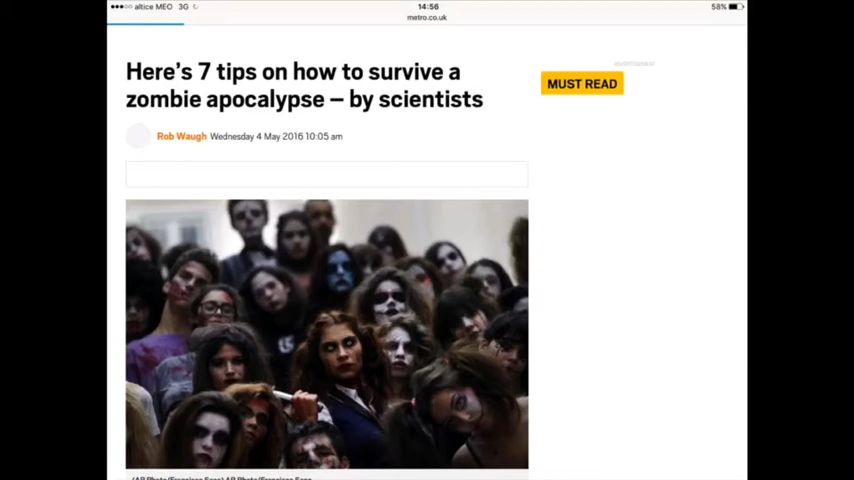 altice MEO 3G 14:56 58%
metro.co.uk
Here's 7 tips on how to survive a
zombie apocalypse – by scientists
MUST READ
Rob Waugh Wednesday 4 May 2016 10:05 am